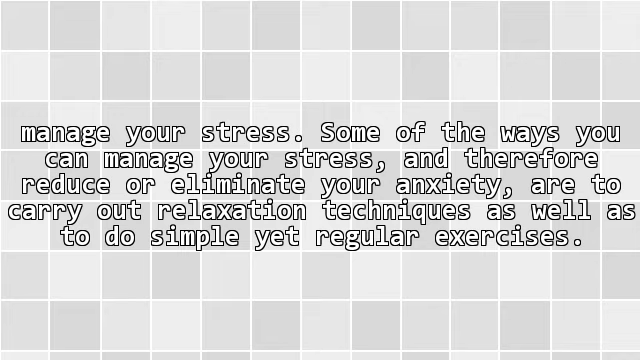 manage your stress. Some of the ways you
can manage your stress, and therefore
reduce or eliminate your anxiety, are to
carry out relaxation techniques as well as
to do simple yet regular exercises.